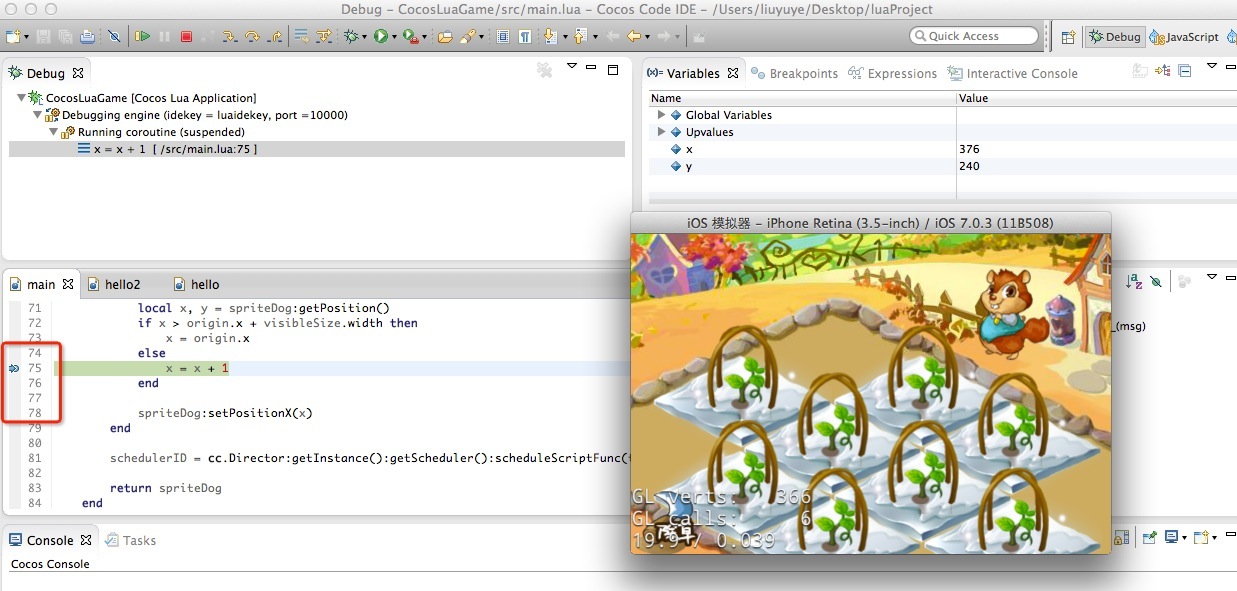 Debug – CocosLuaGame/src/main.lua – Cocos Code IDE – /Users/liuyuye/Desktop/luaProject
Quick Access
Debug
JavaScript
Debug
CocosLuaGame [Cocos Lua Application]
Debugging engine (idekey = luaidekey, port =10000)
Running coroutine (suspended)
x = x + 1 [ /src/main.lua:75 ]
Variables Breakpoints Expressions Interactive Console
Name Value
Global Variables
Upvalues
x 376
y 240
iOS 模拟器 – iPhone Retina (3.5-inch) / iOS 7.0.3 (11B508)
main hello2 hello
71 local x, y = spriteDog:getPosition()
72 if x > origin.x + visibleSize.width then
73 x = origin.x
74 else
75 x = x + 1
76 end
77
78 spriteDog:setPositionX(x)
79 end
80
81 schedulerID = cc.Director:getInstance():getScheduler():scheduleScriptFunc(
82
83 return spriteDog
84 end
_(msg)
GL verts: 366
GL calls: 6
19.9 / 0.039
Console Tasks
Cocos Console